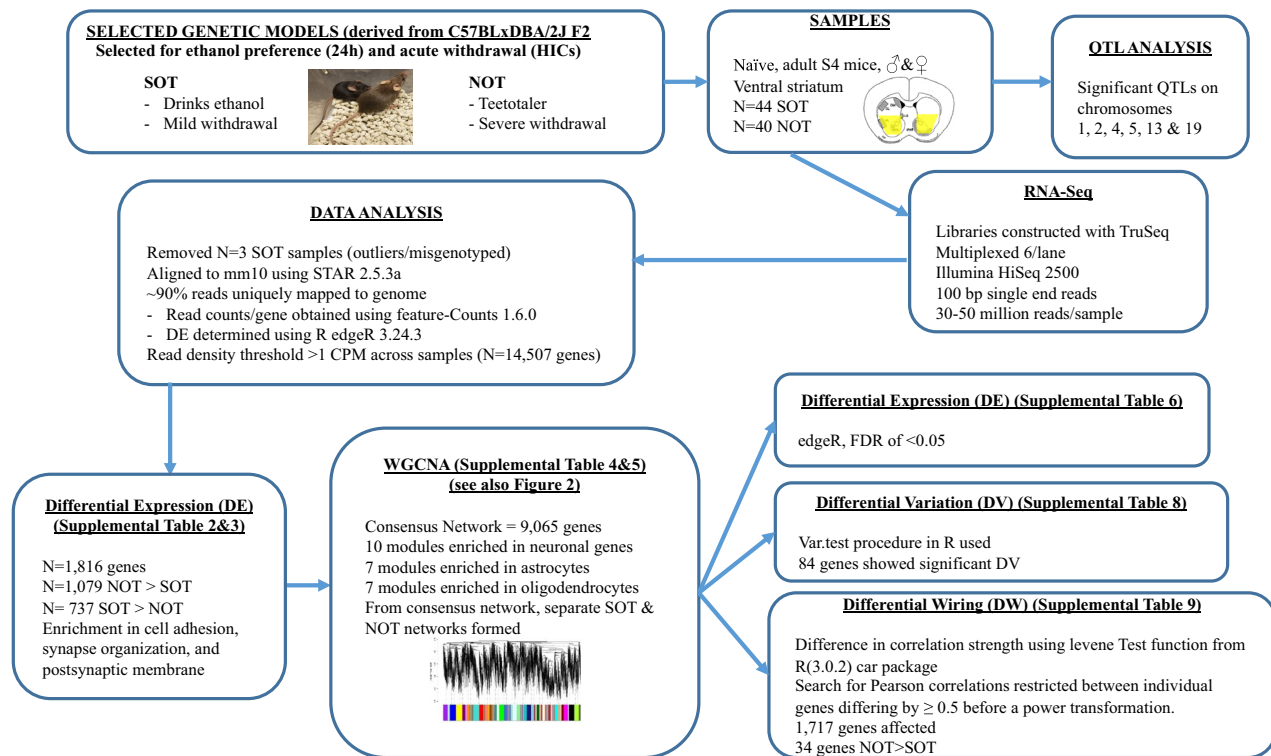 SELECTED GENETIC MODELS (derived from C57BLxDBA/2J F2
Selected for ethanol preference (24h) and acute withdrawal (HICs)
SOT
- Drinks ethanol
- Mild withdrawal
NOT
- Teetotaler
- Severe withdrawal
SAMPLES
Naïve, adult S4 mice, ♂&♀
Ventral striatum
N=44 SOT
N=40 NOT
QTL ANALYSIS
Significant QTLs on
chromosomes
1, 2, 4, 5, 13 & 19
RNA-Seq
Libraries constructed with TruSeq
Multiplexed 6/lane
Illumina HiSeq 2500
100 bp single end reads
30-50 million reads/sample
DATA ANALYSIS
Removed N=3 SOT samples (outliers/misgenotyped)
Aligned to mm10 using STAR 2.5.3a
~90% reads uniquely mapped to genome
- Read counts/gene obtained using feature-Counts 1.6.0
- DE determined using R edgeR 3.24.3
Read density threshold >1 CPM across samples (N=14,507 genes)
Differential Expression (DE)
(Supplemental Table 2&3)
N=1,816 genes
N=1,079 NOT > SOT
N= 737 SOT > NOT
Enrichment in cell adhesion,
synapse organization, and
postsynaptic membrane
WGCNA (Supplemental Table 4&5)
(see also Figure 2)
Consensus Network = 9,065 genes
10 modules enriched in neuronal genes
7 modules enriched in astrocytes
7 modules enriched in oligodendrocytes
From consensus network, separate SOT &
NOT networks formed
Differential Expression (DE) (Supplemental Table 6)
edgeR, FDR of <0.05
Differential Variation (DV) (Supplemental Table 8)
Var.test procedure in R used
84 genes showed significant DV
Differential Wiring (DW) (Supplemental Table 9)
Difference in correlation strength using levene Test function from
R(3.0.2) car package
Search for Pearson correlations restricted between individual
genes differing by ≥ 0.5 before a power transformation.
1,717 genes affected
34 genes NOT>SOT